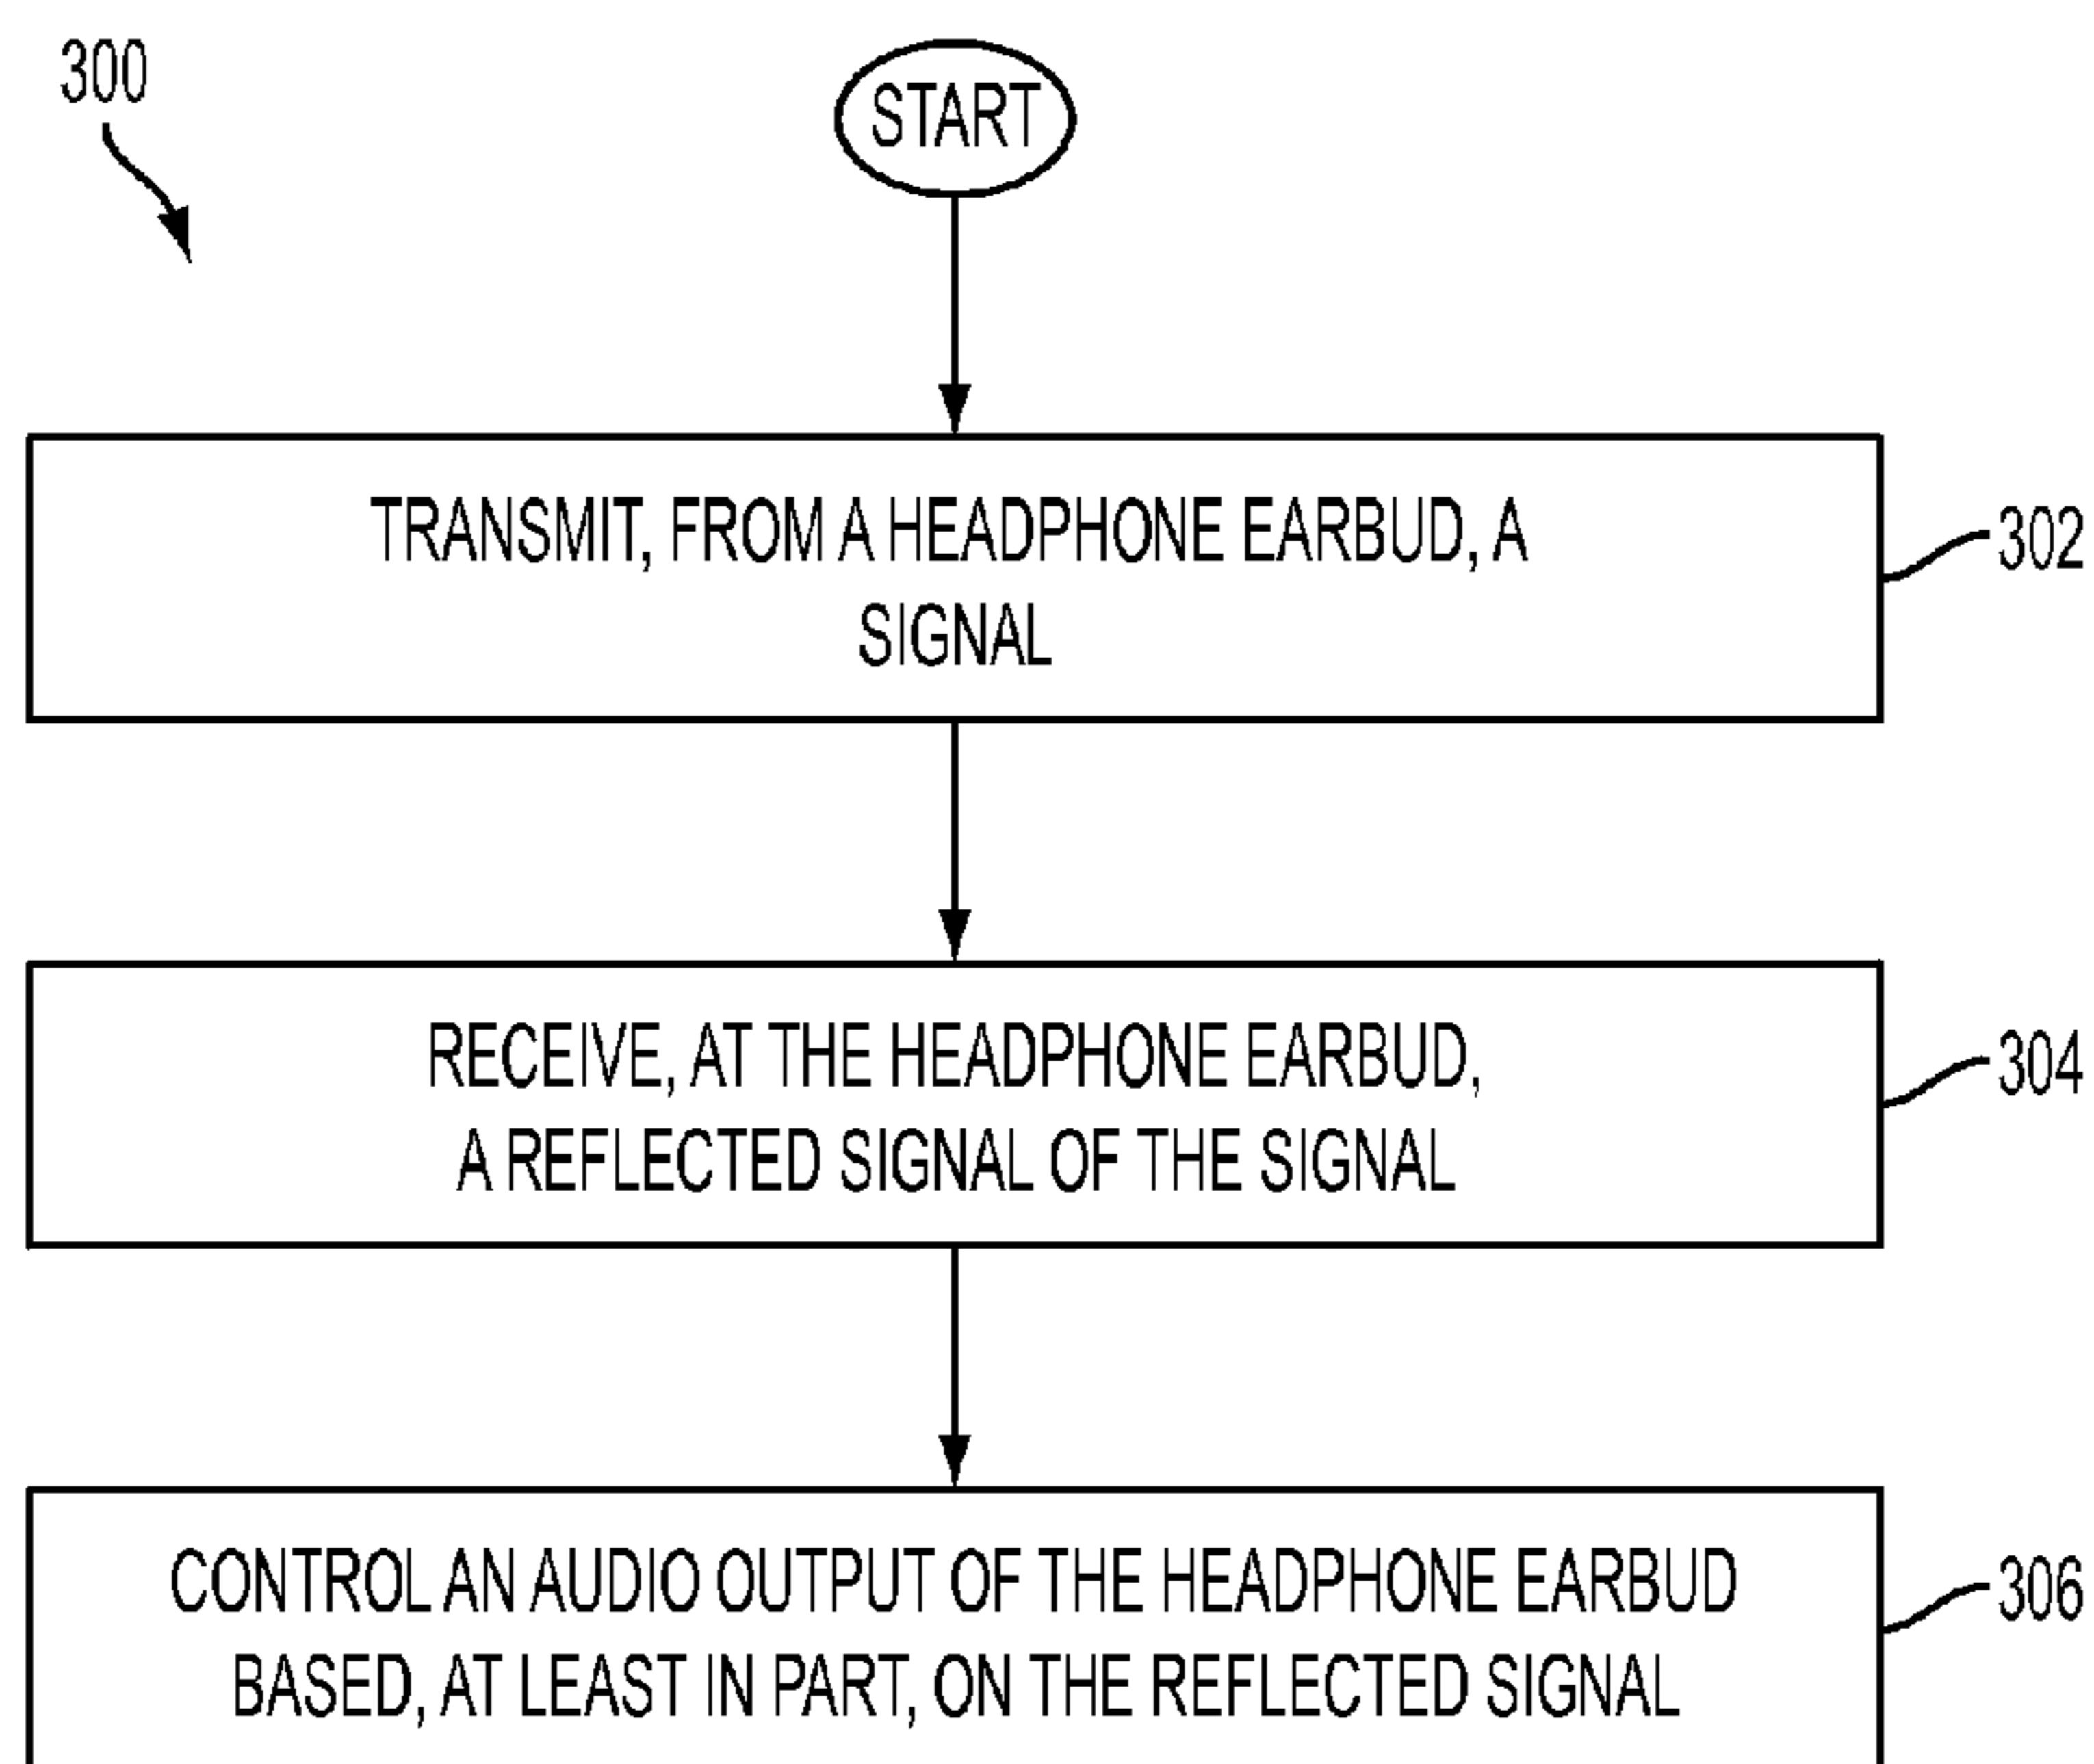 300
START
TRANSMIT, FROM A HEADPHONE EARBUD, A
SIGNAL
302
RECEIVE, AT THE HEADPHONE EARBUD,
A REFLECTED SIGNAL OF THE SIGNAL
304
CONTROL AN AUDIO OUTPUT OF THE HEADPHONE EARBUD
BASED, AT LEAST IN PART, ON THE REFLECTED SIGNAL
306